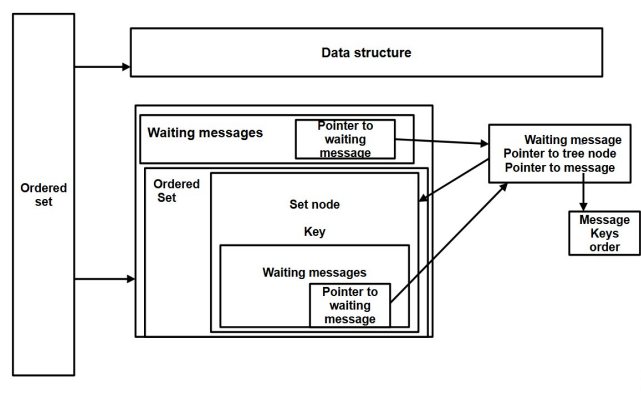 Data structure
Waiting messages
Pointer to
waiting
message
Waiting message
Pointer to tree node
Pointer to message
Ordered
set
Ordered
Set
Set node
Key
Message
Keys
order
Waiting messages
Pointer to
waiting
message